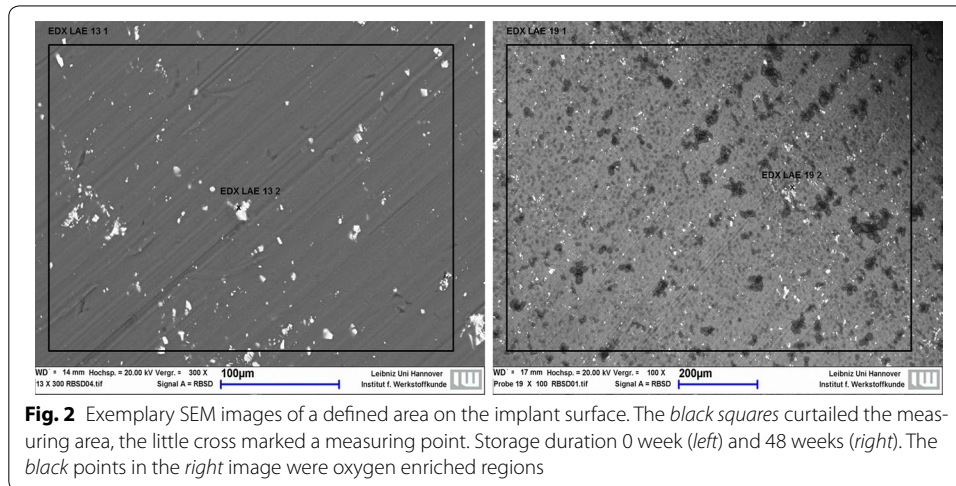 EDX LAE 13 1
EDX LAE 13 2
WD = 14 mm Hochsp. = 20.00 kV Vergr. = 300 X 100µm Leibniz Uni Hannover
13 X 300 RBSD04.tif Signal A = RBSD Institut f. Werkstoffkunde
EDX LAE 19 1
EDX LAE 19 2
WD = 17 mm Hochsp. = 20.00 kV Vergr. = 100 X 200µm Leibniz Uni Hannover
Probe 19 X 100 RBSD01.tif Signal A = RBSD Institut f. Werkstoffkunde
Fig. 2 Exemplary SEM images of a defined area on the implant surface. The black squares curtailed the meas-
uring area, the little cross marked a measuring point. Storage duration 0 week (left) and 48 weeks (right). The
black points in the right image were oxygen enriched regions